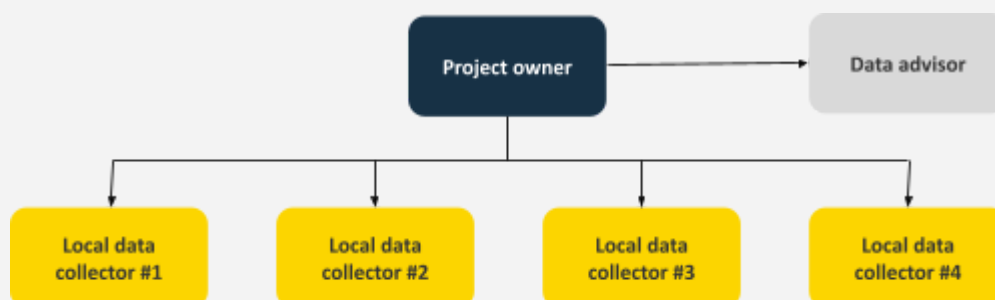 Project owner
Data advisor
Local data
collector #1
Local data
collector #2
Local data
collector #3
Local data
collector #4